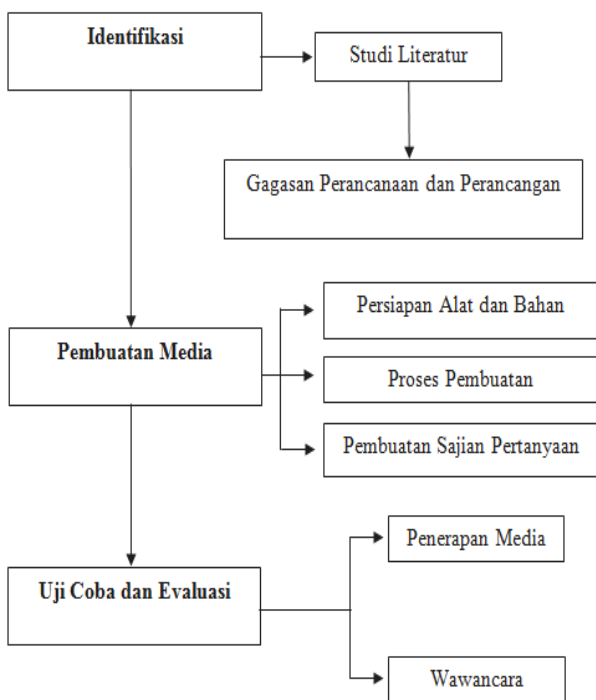 Identifikasi
Studi Literatur
Gagasan Perancanaan dan Perancangan
Persiapan Alat dan Bahan
Pembuatan Media
Proses Pembuatan
Pembuatan Sajian Pertanyaan
Penerapan Media
Uji Coba dan Evaluasi
Wawancara